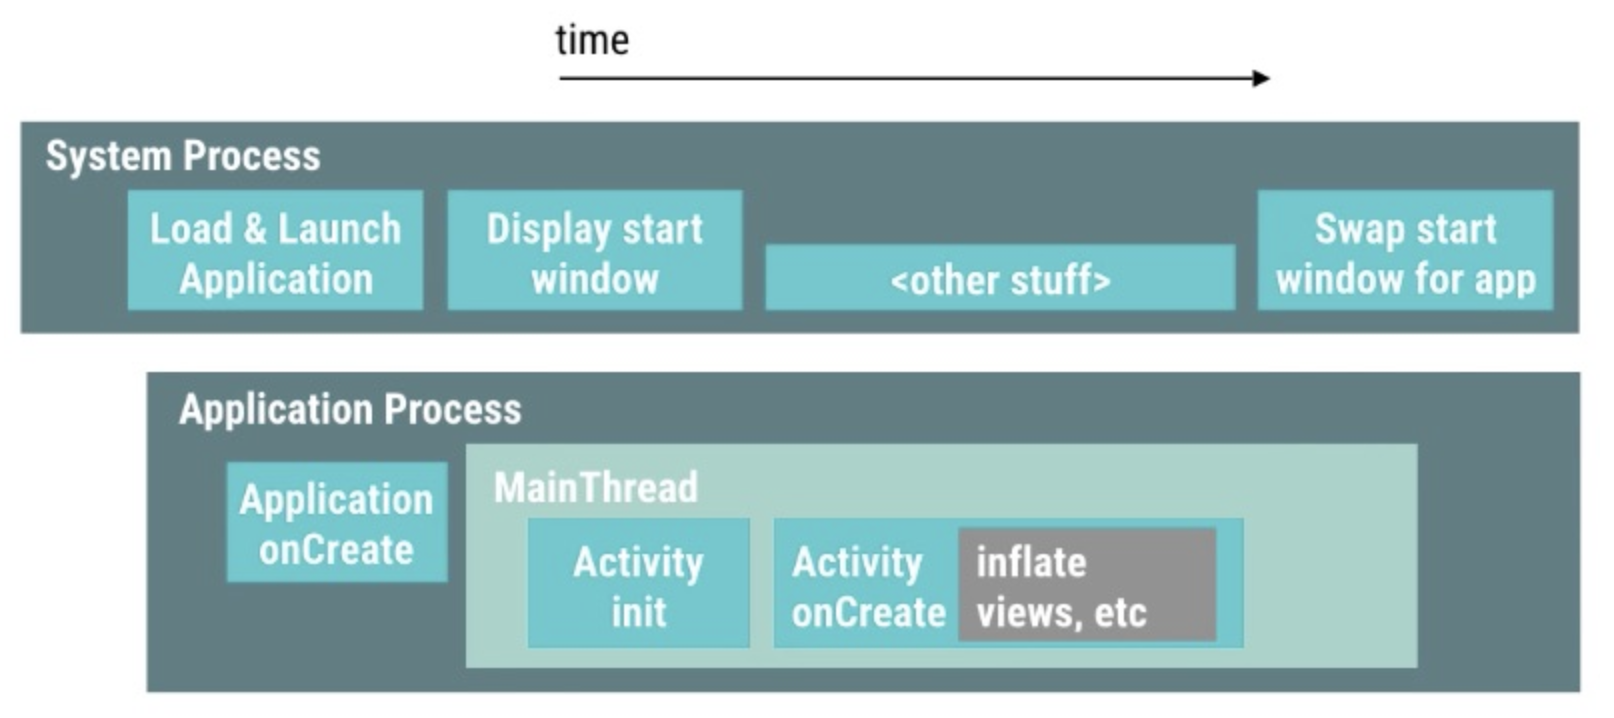 time
System Process
Load & Launch
Application
Display start
window
<other stuff>
Swap start
window for app
Application Process
Application
onCreate
MainThread
Activity
init
Activity
onCreate
inflate
views, etc